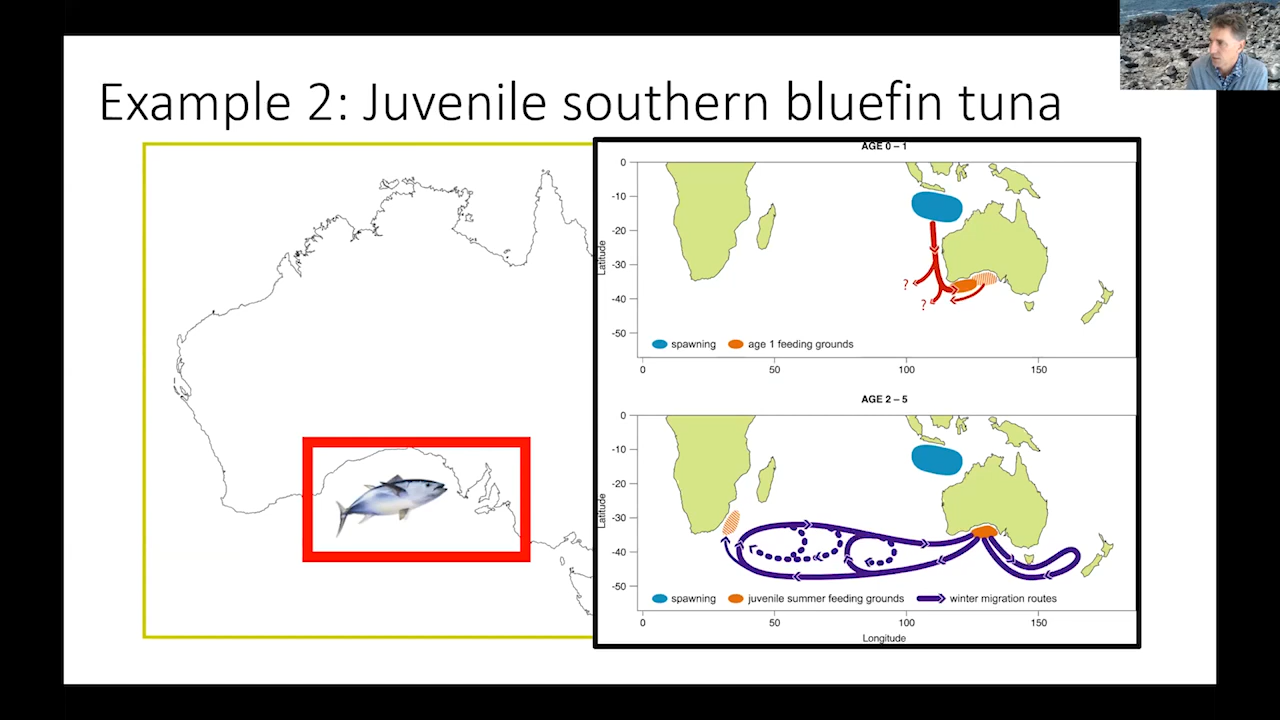 Example 2: Juvenile southern bluefin tuna
AGE 0 – 1
Latitude
0
-10
-20
-30
-40
-50
?
?
spawning age 1 feeding grounds
0 50 100 150
AGE 2 – 5
Latitude
0
-10
-20
-30
-40
-50
spawning juvenile summer feeding grounds winter migration routes
0 50 100 150
Longitude